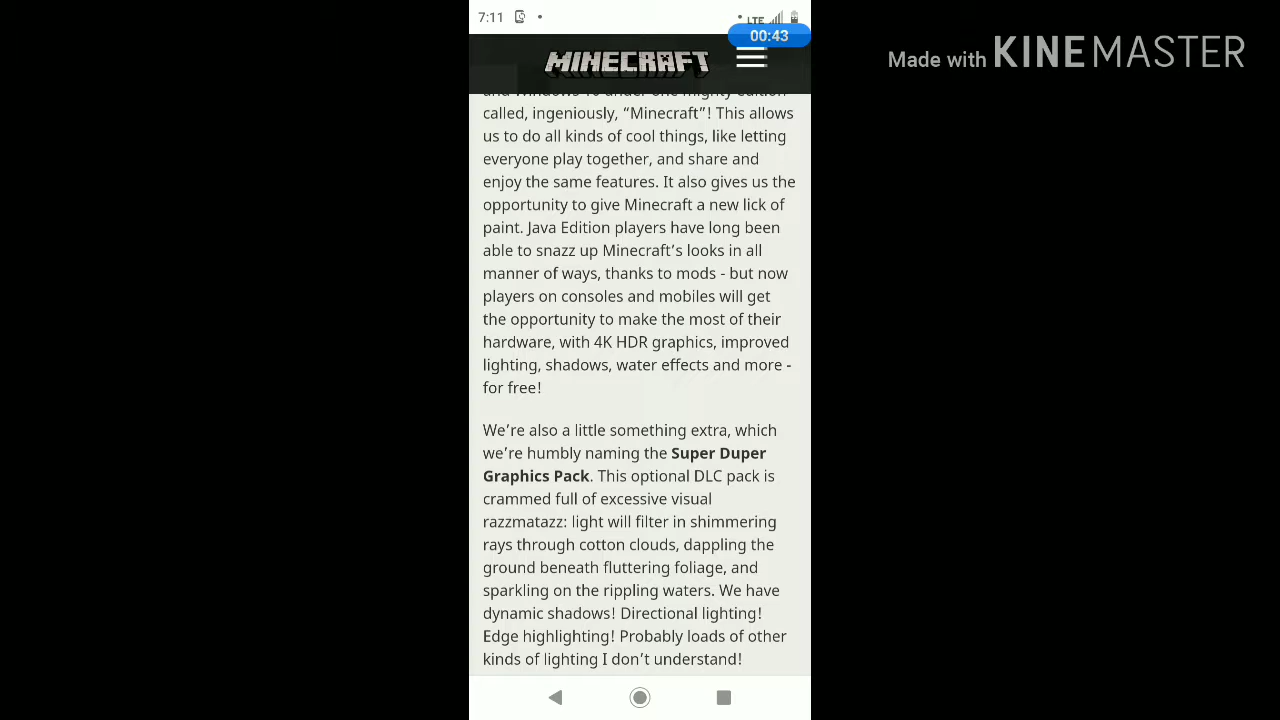 7:11
LTE
00:43
MINECRAFT
Made with KINEMASTER
and Windows 10 under one mighty edition
called, ingeniously, “Minecraft”! This allows
us to do all kinds of cool things, like letting
everyone play together, and share and
enjoy the same features. It also gives us the
opportunity to give Minecraft a new lick of
paint. Java Edition players have long been
able to snazz up Minecraft’s looks in all
manner of ways, thanks to mods - but now
players on consoles and mobiles will get
the opportunity to make the most of their
hardware, with 4K HDR graphics, improved
lighting, shadows, water effects and more -
for free!
We’re also a little something extra, which
we’re humbly naming the Super Duper
Graphics Pack. This optional DLC pack is
crammed full of excessive visual
razzmatazz: light will filter in shimmering
rays through cotton clouds, dappling the
ground beneath fluttering foliage, and
sparkling on the rippling waters. We have
dynamic shadows! Directional lighting!
Edge highlighting! Probably loads of other
kinds of lighting I don’t understand!